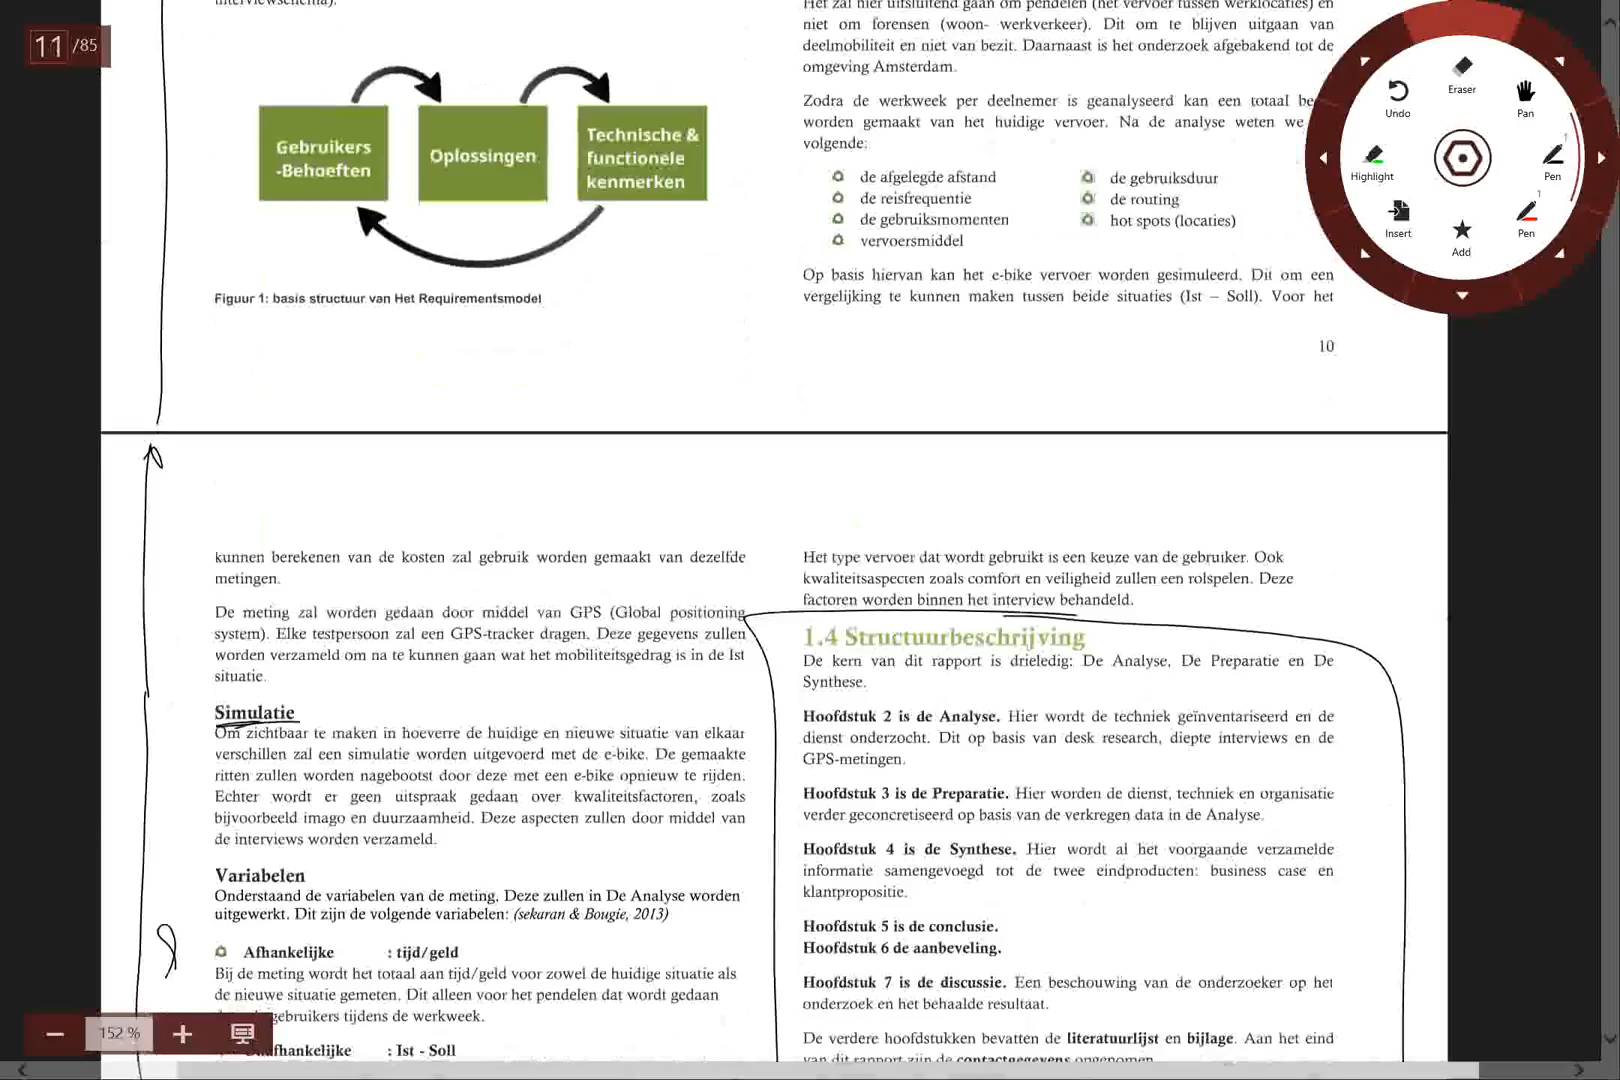 11 /85
Gebruikers
-Behoeften
Oplossingen
Technische &
functionele
kenmerken
Figuur 1: basis structuur van Het Requirementsmodel
Het zal hier uitsluitend gaan om pendelen (het vervoer tussen werklocaties) en
niet om forensen (woon- werkverkeer). Dit om te blijven uitgaan van
deelmobiliteit en niet van bezit. Daarnaast is het onderzoek afgebakend tot de
omgeving Amsterdam.
Zodra de werkweek per deelnemer is geanalyseerd kan een totaal be
worden gemaakt van het huidige vervoer. Na de analyse weten we
volgende:
de afgelegde afstand
de reisfrequentie
de gebruiksmomenten
vervoersmiddel
de gebruiksduur
de routing
hot spots (locaties)
Op basis hiervan kan het e-bike vervoer worden gesimuleerd. Dit om een
vergelijking te kunnen maken tussen beide situaties (Ist – Soll). Voor het
10
Undo
Eraser
Pan
Highlight
Pen
Insert
Add
Pen
kunnen berekenen van de kosten zal gebruik worden gemaakt van dezelfde
metingen.
De meting zal worden gedaan door middel van GPS (Global positioning
system). Elke testpersoon zal een GPS-tracker dragen. Deze gegevens zullen
worden verzameld om na te kunnen gaan wat het mobiliteitsgedrag is in de Ist
situatie.
Simulatie
Om zichtbaar te maken in hoeverre de huidige en nieuwe situatie van elkaar
verschillen zal een simulatie worden uitgevoerd met de e-bike. De gemaakte
ritten zullen worden nagebootst door deze met een e-bike opnieuw te rijden.
Echter wordt er geen uitspraak gedaan over kwaliteitsfactoren, zoals
bijvoorbeeld imago en duurzaamheid. Deze aspecten zullen door middel van
de interviews worden verzameld.
Variabelen
Onderstaand de variabelen van de meting. Deze zullen in De Analyse worden
uitgewerkt. Dit zijn de volgende variabelen: (sekaran & Bougie, 2013)
Afhankelijke : tijd/geld
Bij de meting wordt het totaal aan tijd/geld voor zowel de huidige situatie als
de nieuwe situatie gemeten. Dit alleen voor het pendelen dat wordt gedaan
gebruikers tijdens de werkweek.
afhankelijke : Ist - Soll
Het type vervoer dat wordt gebruikt is een keuze van de gebruiker. Ook
kwaliteitsaspecten zoals comfort en veiligheid zullen een rolspelen. Deze
factoren worden binnen het interview behandeld.
1.4 Structuurbeschrijving
De kern van dit rapport is drieledig: De Analyse, De Preparatie en De
Synthese.
Hoofdstuk 2 is de Analyse. Hier wordt de techniek geïnventariseerd en de
dienst onderzocht. Dit op basis van desk research, diepte interviews en de
GPS-metingen.
Hoofdstuk 3 is de Preparatie. Hier worden de dienst, techniek en organisatie
verder geconcretiseerd op basis van de verkregen data in de Analyse.
Hoofdstuk 4 is de Synthese. Hier wordt al het voorgaande verzamelde
informatie samengevoegd tot de twee eindproducten: business case en
klantpropositie.
Hoofdstuk 5 is de conclusie.
Hoofdstuk 6 de aanbeveling.
Hoofdstuk 7 is de discussie. Een beschouwing van de onderzoeker op het
onderzoek en het behaalde resultaat.
De verdere hoofdstukken bevatten de literatuurlijst en bijlage. Aan het eind
van dit rapport zijn de contactgegevens opgenomen
152 %